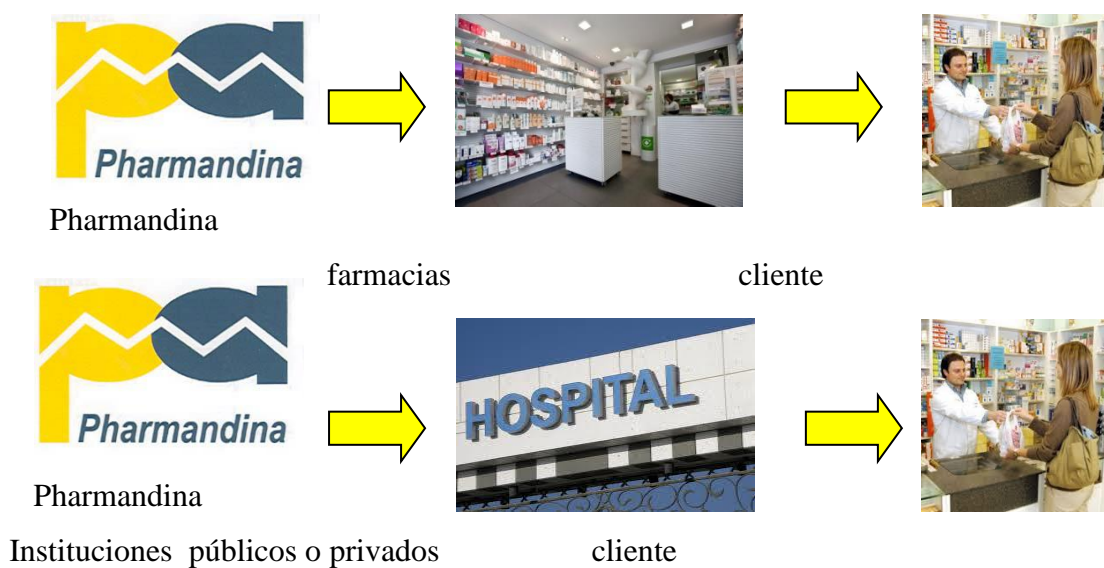 Pharmandina
Pharmandina
farmacias cliente
Pharmandina
HOSPITAL
Pharmandina
Instituciones públicos o privados cliente